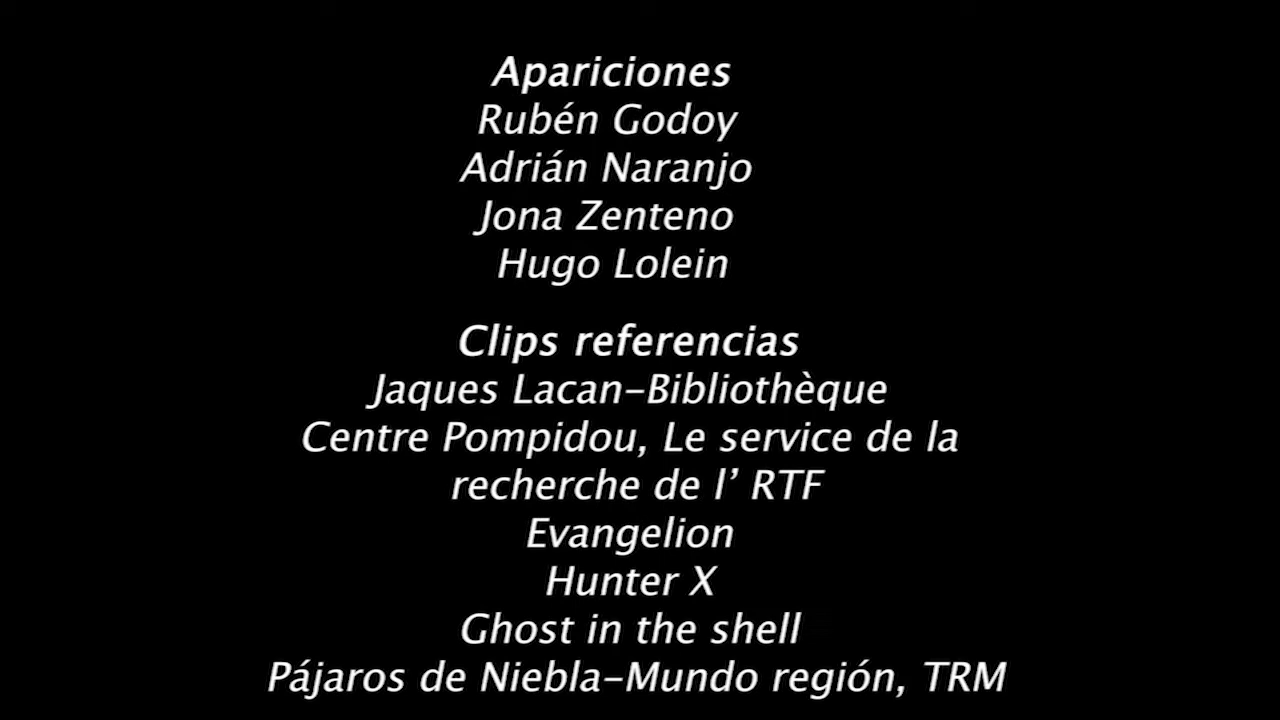 Apariciones
Rubén Godoy
Adrián Naranjo
Jona Zenteno
Hugo Lolein
Clips referencias
Jaques Lacan-Bibliothèque
Centre Pompidou, Le service de la
recherche de l’ RTF
Evangelion
Hunter X
Ghost in the shell
Pájaros de Niebla-Mundo región, TRM